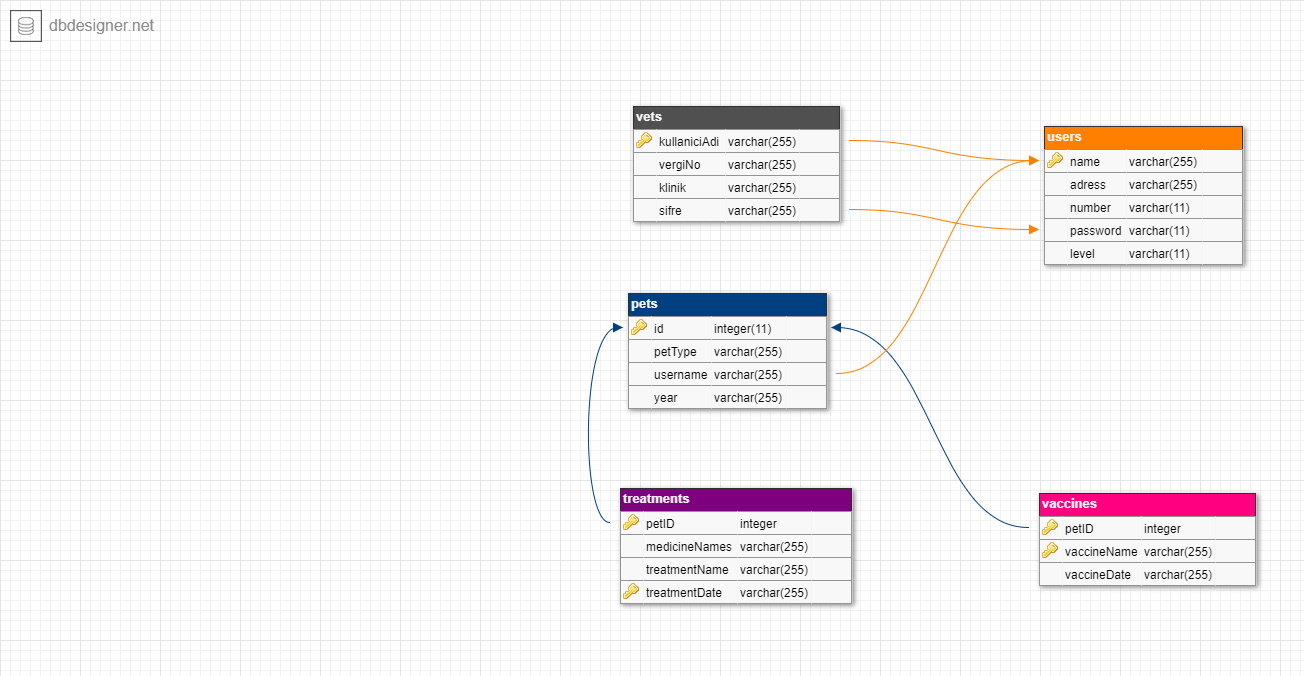 dbdesigner.net
vets
kullaniciAdi varchar(255)
vergiNo varchar(255)
klinik varchar(255)
sifre varchar(255)
users
name varchar(255)
adress varchar(255)
number varchar(11)
password varchar(11)
level varchar(11)
pets
id integer(11)
petType varchar(255)
username varchar(255)
year varchar(255)
treatments
petID integer
medicineNames varchar(255)
treatmentName varchar(255)
treatmentDate varchar(255)
vaccines
petID integer
vaccineName varchar(255)
vaccineDate varchar(255)